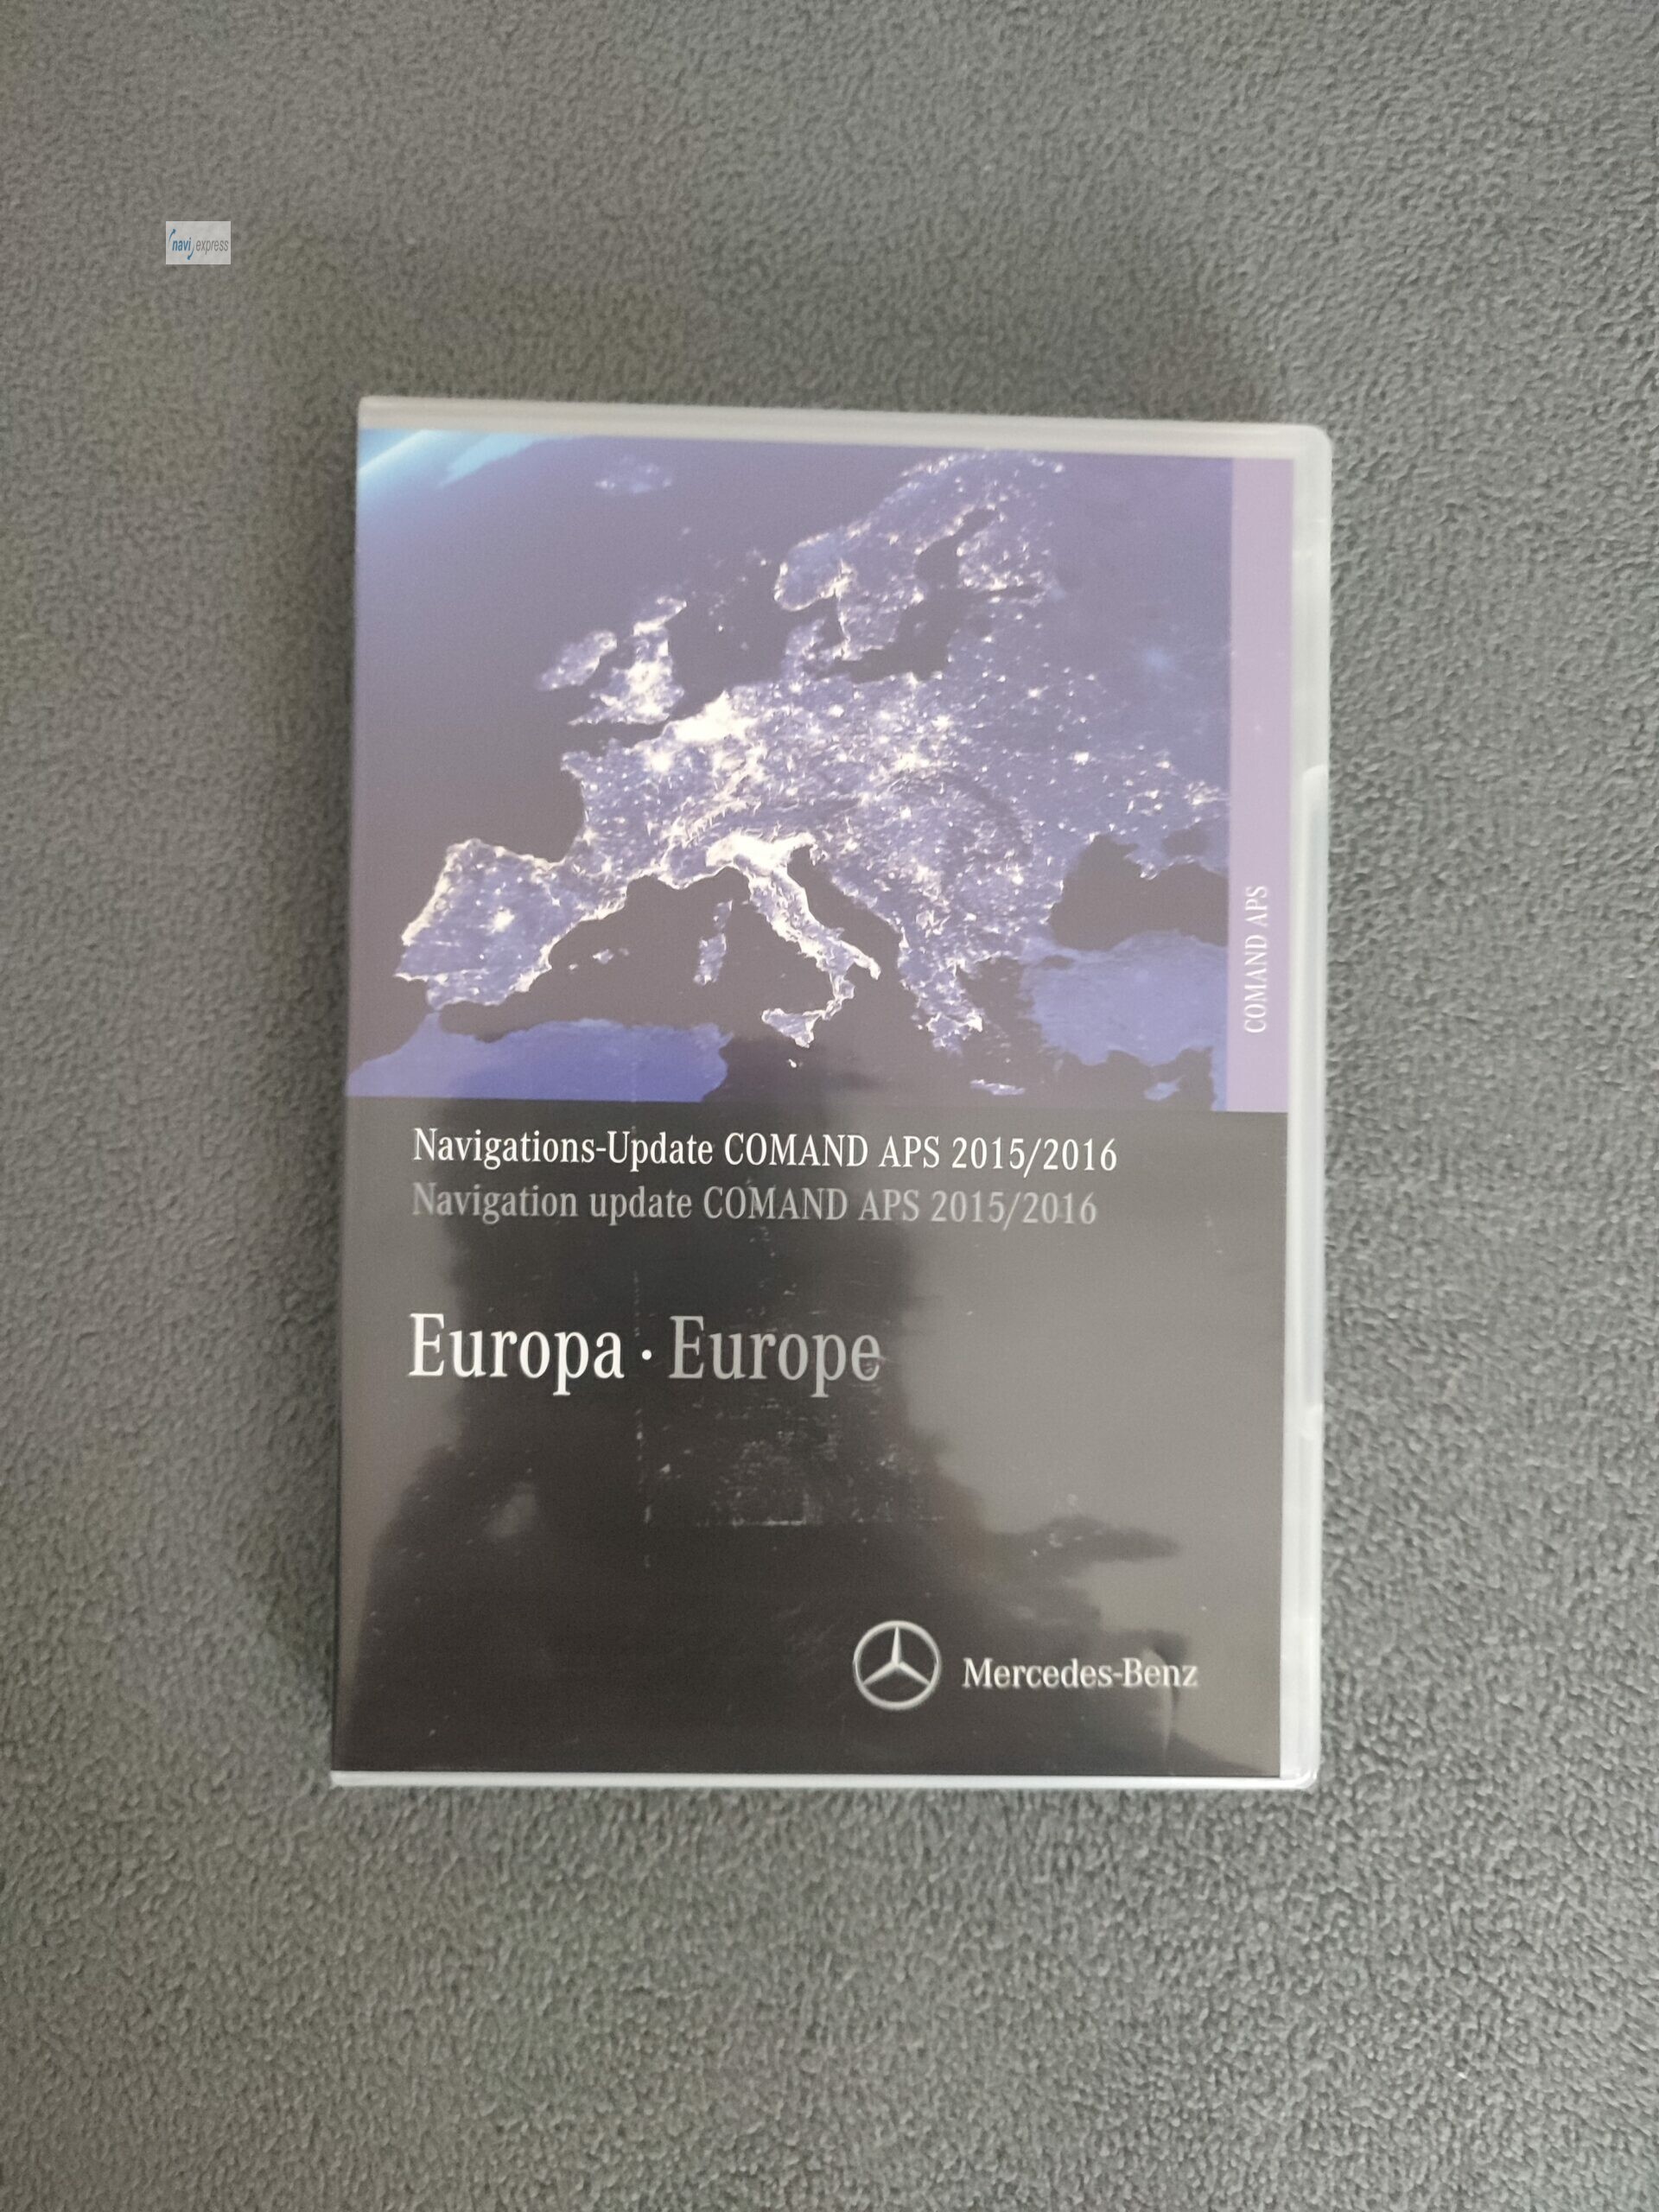 navi express
COMAND APS
Navigations-Update COMAND APS 2015/2016
Navigation update COMAND APS 2015/2016
Europa · Europe
Mercedes-Benz